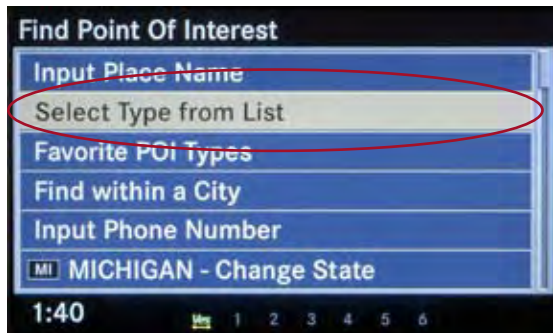 Find Point Of Interest
Input Place Name
Select Type from List
Favorite POI Types
Find within a City
Input Phone Number
MI MICHIGAN - Change State
1:40 1 2 3 4 5 6